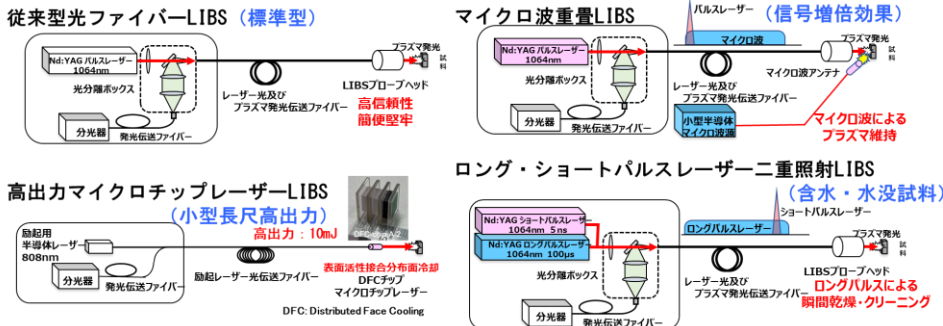 従来型光ファイバーLIBS（標準型）
Nd:YAG パルスレーザー
1064nm
光分離ボックス
分光器
発光伝送ファイバー
レーザー光及び
プラズマ発光伝送ファイバー
プラズマ発光
試料
LIBSプローブヘッド
高信頼性
簡便堅牢
マイクロ波重畳LIBS
（信号増倍効果）
パルスレーザー
マイクロ波
Nd:YAG パルスレーザー
1064nm
光分離ボックス
分光器
発光伝送ファイバー
レーザー光及び
プラズマ発光伝送ファイバー
プラズマ発光
試料
マイクロ波アンテナ
小型半導体
マイクロ波源
マイクロ波による
プラズマ維持
高出力マイクロチップレーザーLIBS
（小型長尺高出力）
高出力：10mJ
励起用
半導体レーザー
808nm
分光器
発光伝送ファイバー
励起レーザー光伝送ファイバー
表面活性接合分布面冷却
DFCチップ
マイクロチップレーザー
DFC: Distributed Face Cooling
ロング・ショートパルスレーザー二重照射LIBS
（含水・水没試料）
ショートパルスレーザー
ロングパルスレーザー
Nd:YAG ショートパルスレーザー
1064nm 5ns
Nd:YAG ロングパルスレーザー
1064nm 100μs
光分離ボックス
分光器
発光伝送ファイバー
レーザー光及び
プラズマ発光伝送ファイバー
プラズマ発光
試料
LIBSプローブヘッド
ロングパルスによる
瞬間乾燥・クリーニング